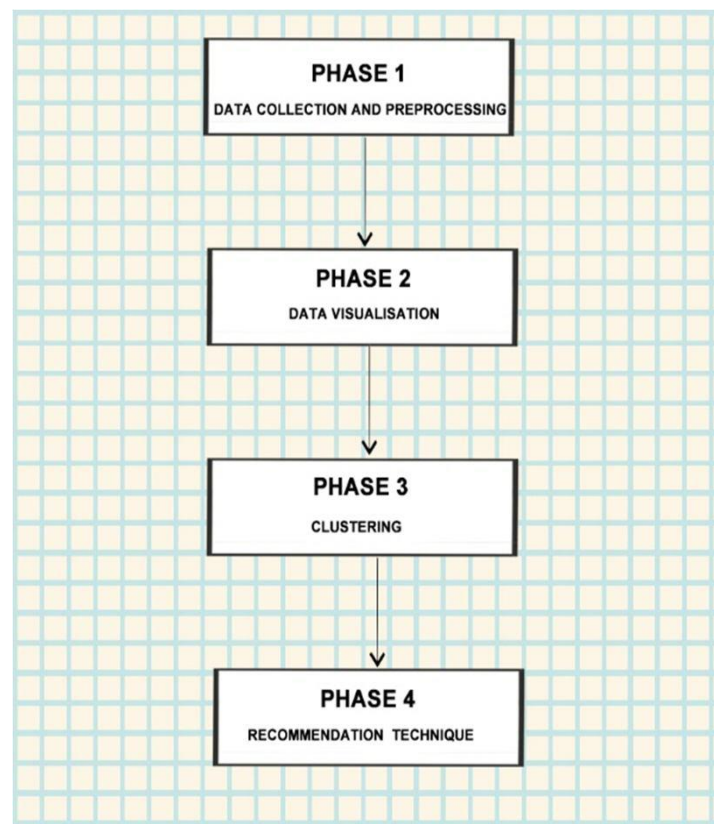 PHASE 1
DATA COLLECTION AND PREPROCESSING
PHASE 2
DATA VISUALISATION
PHASE 3
CLUSTERING
PHASE 4
RECOMMENDATION TECHNIQUE